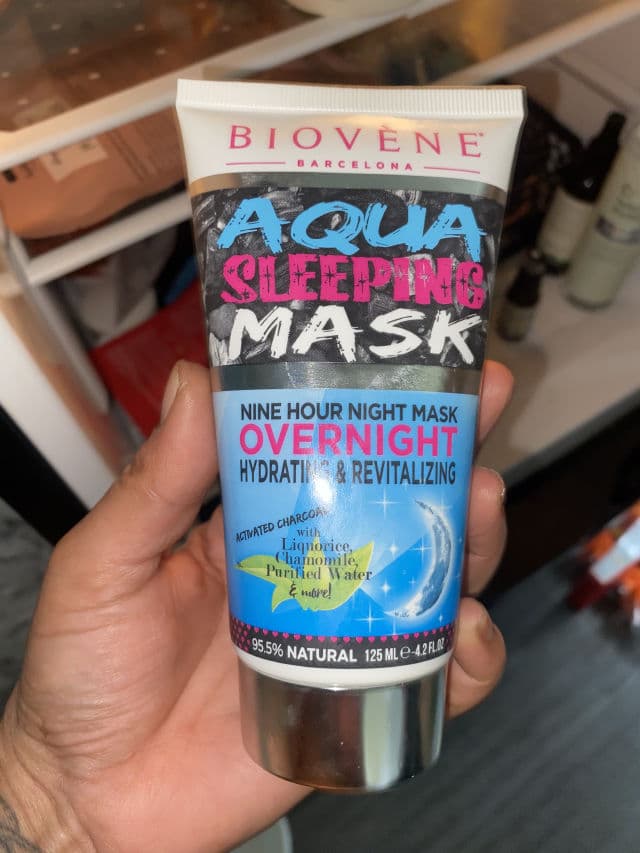 BIOVÈNE®
BARCELONA
AQUA
SLEEPING
MASK
NINE HOUR NIGHT MASK
OVERNIGHT
HYDRATING & REVITALIZING
ACTIVATED CHARCOAL
with
Liquorice,
Chamomile,
Purified Water
& more!
95.5% NATURAL 125 ML ℮-4.2 FL.OZ